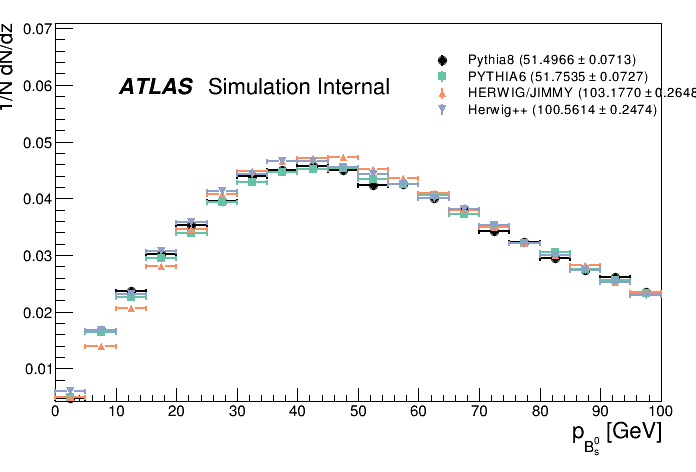 1/N dN/dz
0.07
0.06
0.05
0.04
0.03
0.02
0.01
ATLAS Simulation Internal
Pythia8 (51.4966 ± 0.0713)
PYTHIA6 (51.7535 ± 0.0727)
HERWIG/JIMMY (103.1770 ± 0.2648
Herwig++ (100.5614 ± 0.2474)
0 10 20 30 40 50 60 70 80 90 100
p_{B_s^0} [GeV]